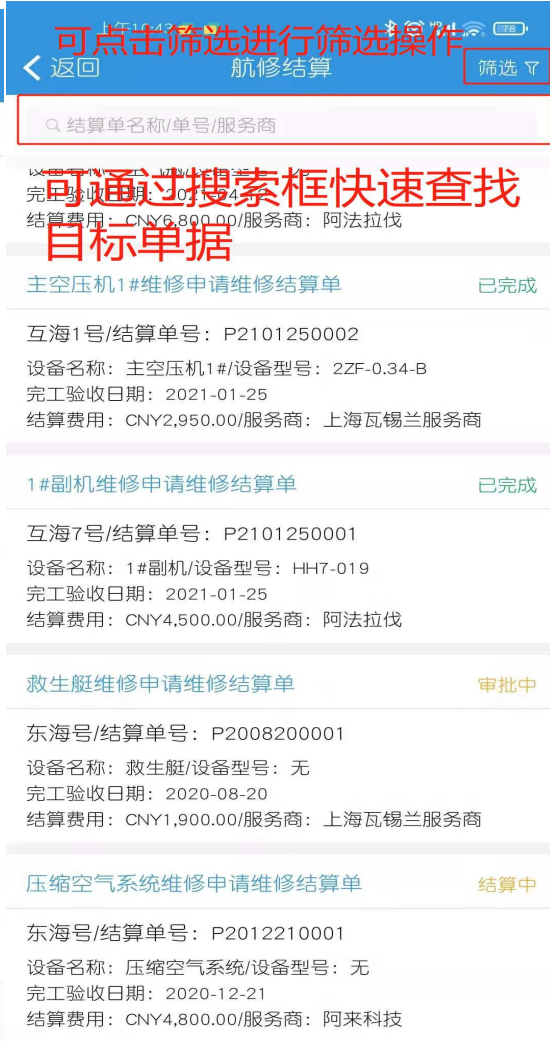 上午10:43
78
可点击筛选进行筛选操作
返回
航修结算
筛选
结算单名称/单号/服务商
可通过搜索框快速查找
目标单据
完工验收日期：2021-04-12
结算费用：CNY6,800.00/服务商：阿法拉伐
主空压机1#维修申请维修结算单
已完成
互海1号/结算单号：P2101250002
设备名称：主空压机1#/设备型号：2ZF-0.34-B
完工验收日期：2021-01-25
结算费用：CNY2,950.00/服务商：上海瓦锡兰服务商
1#副机维修申请维修结算单
已完成
互海7号/结算单号：P2101250001
设备名称：1#副机/设备型号：HH7-019
完工验收日期：2021-01-25
结算费用：CNY4,500.00/服务商：阿法拉伐
救生艇维修申请维修结算单
审批中
东海号/结算单号：P2008200001
设备名称：救生艇/设备型号：无
完工验收日期：2020-08-20
结算费用：CNY1,900.00/服务商：上海瓦锡兰服务商
压缩空气系统维修申请维修结算单
结算中
东海号/结算单号：P2012210001
设备名称：压缩空气系统/设备型号：无
完工验收日期：2020-12-21
结算费用：CNY4,800.00/服务商：阿来科技